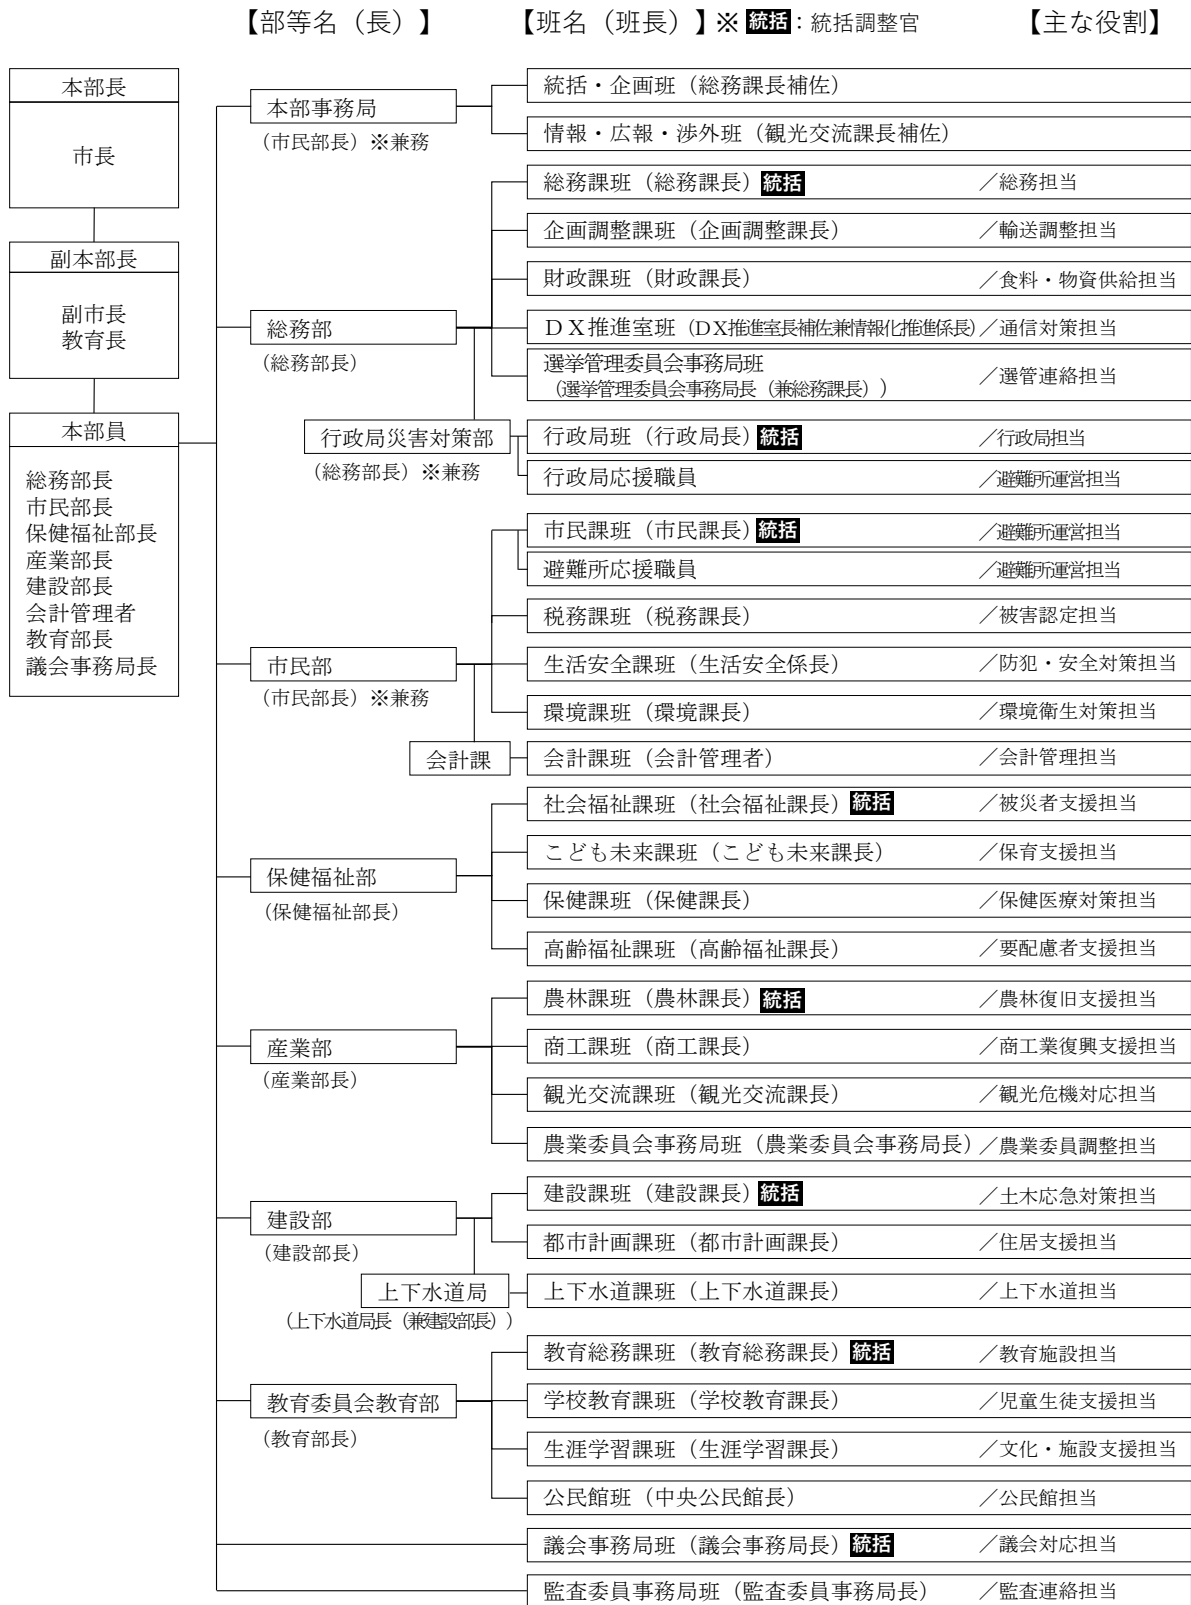 【部等名（長）】 【班名（班長）】※ 統括：統括調整官 【主な役割】
本部長
市長
副本部長
副市長
教育長
本部員
総務部長
市民部長
保健福祉部長
産業部長
建設部長
会計管理者
教育部長
議会事務局長
本部事務局
（市民部長）※兼務
統括・企画班（総務課長補佐）
情報・広報・渉外班（観光交流課長補佐）
総務部
（総務部長）
総務課班（総務課長）統括 ／総務担当
企画調整課班（企画調整課長） ／輸送調整担当
財政課班（財政課長） ／食料・物資供給担当
ＤＸ推進室班（ＤＸ推進室長補佐兼情報化推進係長）／通信対策担当
選挙管理委員会事務局班
（選挙管理委員会事務局長（兼総務課長）） ／選管連絡担当
行政局災害対策部
（総務部長）※兼務
行政局班（行政局長）統括 ／行政局担当
行政局応援職員 ／避難所運営担当
市民部
（市民部長）※兼務
市民課班（市民課長）統括 ／避難所運営担当
避難所応援職員 ／避難所運営担当
税務課班（税務課長） ／被害認定担当
生活安全課班（生活安全係長） ／防犯・安全対策担当
環境課班（環境課長） ／環境衛生対策担当
会計課
会計課班（会計管理者） ／会計管理担当
保健福祉部
（保健福祉部長）
社会福祉課班（社会福祉課長）統括 ／被災者支援担当
こども未来課班（こども未来課長） ／保育支援担当
保健課班（保健課長） ／保健医療対策担当
高齢福祉課班（高齢福祉課長） ／要配慮者支援担当
産業部
（産業部長）
農林課班（農林課長）統括 ／農林復旧支援担当
商工課班（商工課長） ／商工業復興支援担当
観光交流課班（観光交流課長） ／観光危機対応担当
農業委員会事務局班（農業委員会事務局長）／農業委員調整担当
建設部
（建設部長）
建設課班（建設課長）統括 ／土木応急対策担当
都市計画課班（都市計画課長） ／住居支援担当
上下水道局
（上下水道局長（兼建設部長））
上下水道課班（上下水道課長） ／上下水道担当
教育委員会教育部
（教育部長）
教育総務課班（教育総務課長）統括 ／教育施設担当
学校教育課班（学校教育課長） ／児童生徒支援担当
生涯学習課班（生涯学習課長） ／文化・施設支援担当
公民館班（中央公民館長） ／公民館担当
議会事務局班（議会事務局長）統括 ／議会対応担当
監査委員事務局班（監査委員事務局長） ／監査連絡担当